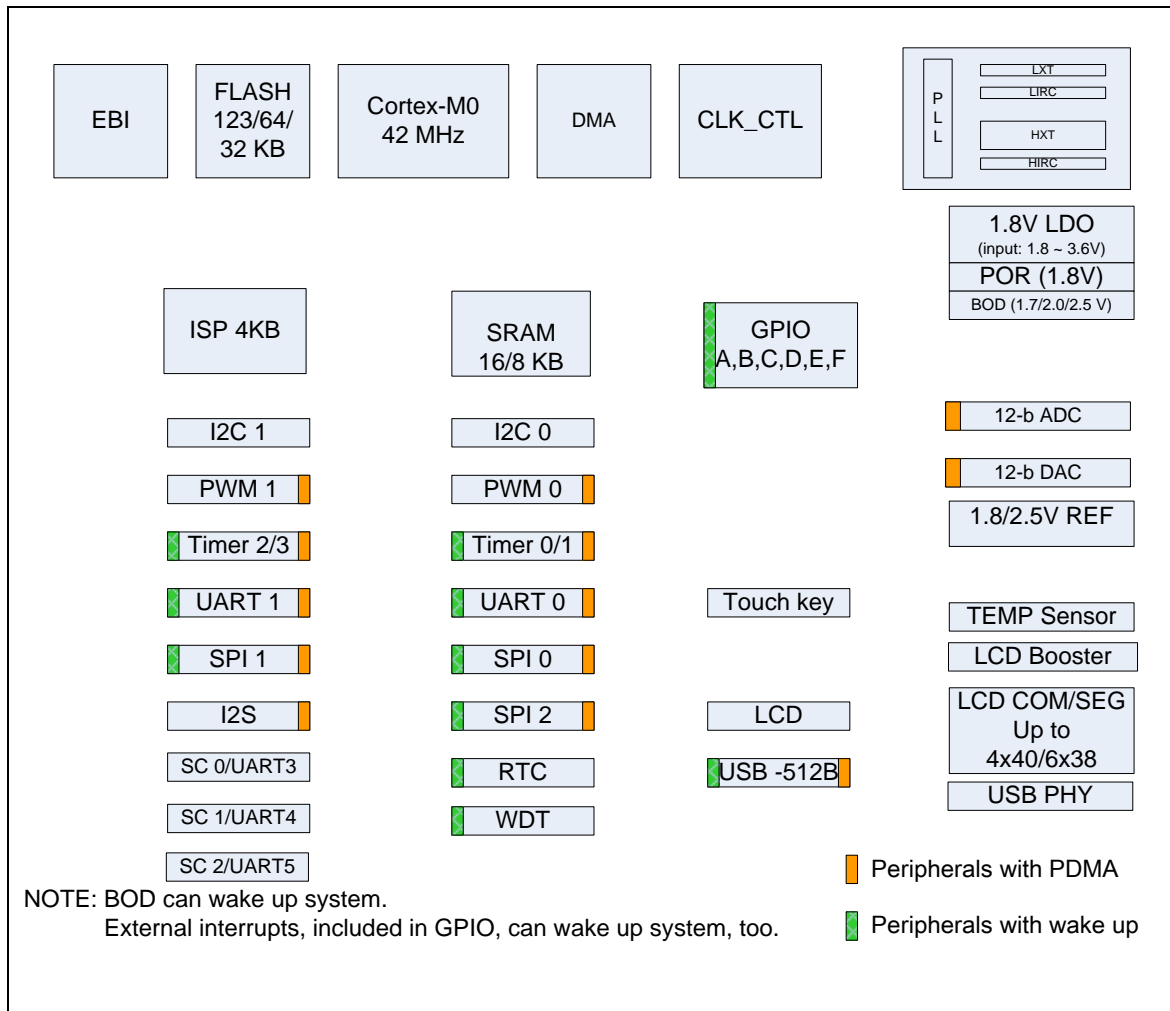 EBI
FLASH
123/64/
32 KB
Cortex-M0
42 MHz
DMA
CLK_CTL
P
L
L
LXT
LIRC
HXT
HIRC
1.8V LDO
(input: 1.8 ~ 3.6V)
POR (1.8V)
BOD (1.7/2.0/2.5 V)
ISP 4KB
SRAM
16/8 KB
GPIO
A,B,C,D,E,F
I2C 1
I2C 0
12-b ADC
PWM 1
PWM 0
12-b DAC
1.8/2.5V REF
Timer 2/3
Timer 0/1
UART 1
UART 0
Touch key
TEMP Sensor
SPI 1
SPI 0
LCD Booster
I2S
SPI 2
LCD
LCD COM/SEG
Up to
4x40/6x38
SC 0/UART3
RTC
USB -512B
USB PHY
SC 1/UART4
WDT
SC 2/UART5
Peripherals with PDMA
NOTE: BOD can wake up system.
External interrupts, included in GPIO, can wake up system, too.
Peripherals with wake up